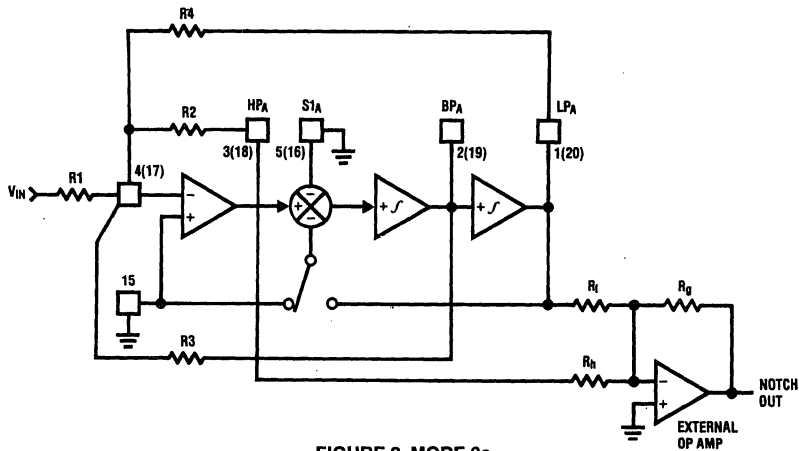 R4
R2
HPA
S1A
BPA
LPA
3(18)
5(16)
2(19)
1(20)
4(17)
VIN
R1
−
+
+
−
−
+ ∫
+ ∫
15
R3
Rl
Rg
Rh
−
+
NOTCH
OUT
EXTERNAL
OP AMP